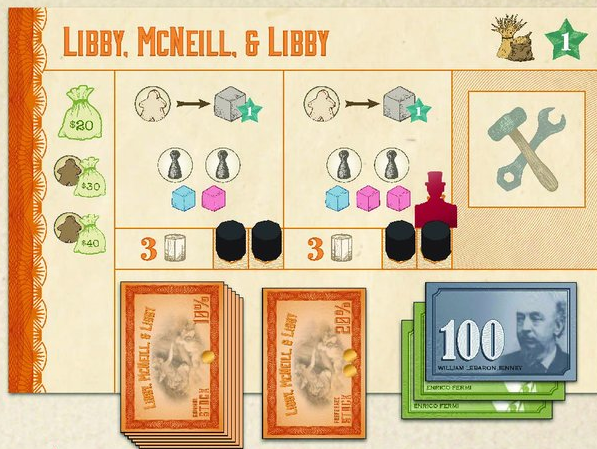 LIBBY, MCNEILL, & LIBBY
1
$20
1
1
$30
$40
3
3
LIBBY, MCNEILL & LIBBY
10%
STOCK
LIBBY, MCNEILL & LIBBY
20%
STOCK
100
WILLIAM LEBARON JENNEY
ENRICO FERMI
ENRICO FERMI